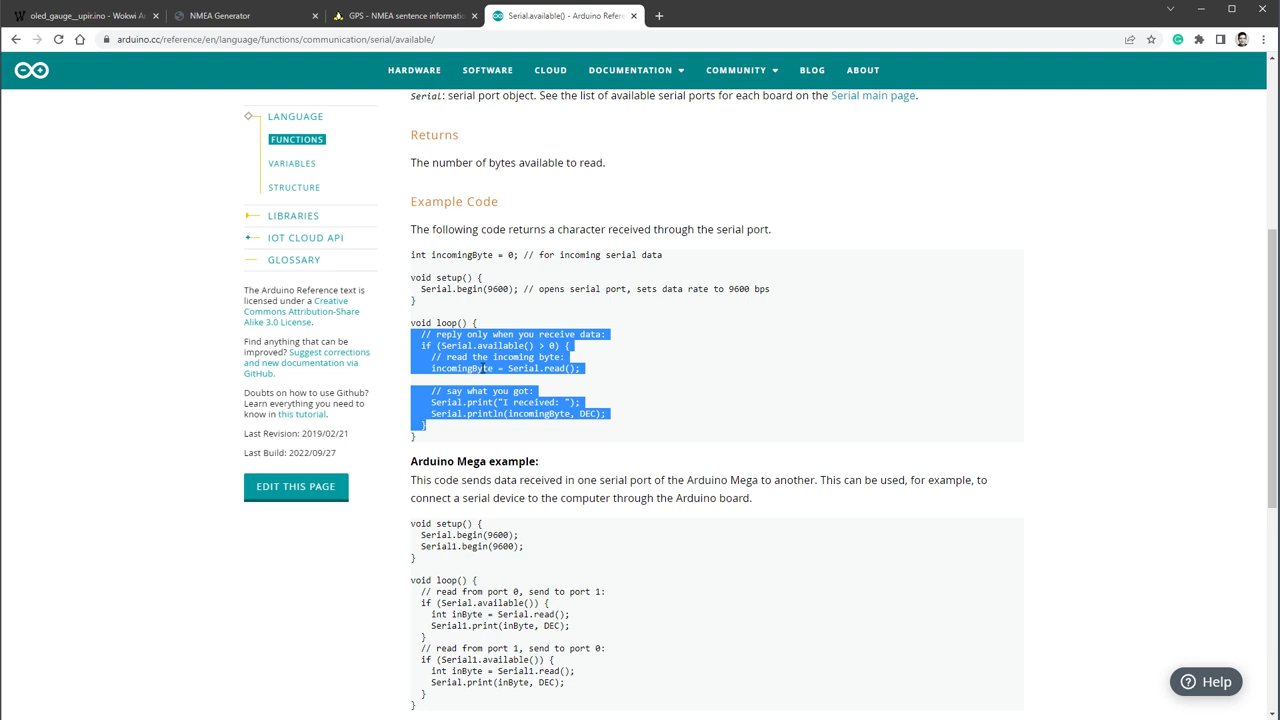 oled_gauge__upir.ino - Wokwi Ar
NMEA Generator
GPS - NMEA sentence informatio
Serial.available() - Arduino Refere
arduino.cc/reference/en/language/functions/communication/serial/available/
HARDWARE SOFTWARE CLOUD DOCUMENTATION COMMUNITY BLOG ABOUT
LANGUAGE
FUNCTIONS
VARIABLES
STRUCTURE
LIBRARIES
IOT CLOUD API
GLOSSARY
The Arduino Reference text is
licensed under a Creative
Commons Attribution-Share
Alike 3.0 License.
Find anything that can be
improved? Suggest corrections
and new documentation via
GitHub.
Doubts on how to use Github?
Learn everything you need to
know in this tutorial.
Last Revision: 2019/02/21
Last Build: 2022/09/27
EDIT THIS PAGE
Serial: serial port object. See the list of available serial ports for each board on the Serial main page.
Returns
The number of bytes available to read.
Example Code
The following code returns a character received through the serial port.
int incomingByte = 0; // for incoming serial data
void setup() {
Serial.begin(9600); // opens serial port, sets data rate to 9600 bps
}
void loop() {
// reply only when you receive data:
if (Serial.available() > 0) {
// read the incoming byte:
incomingByte = Serial.read();
// say what you got:
Serial.print("I received: ");
Serial.println(incomingByte, DEC);
}
}
Arduino Mega example:
This code sends data received in one serial port of the Arduino Mega to another. This can be used, for example, to
connect a serial device to the computer through the Arduino board.
void setup() {
Serial.begin(9600);
Serial1.begin(9600);
}
void loop() {
// read from port 0, send to port 1:
if (Serial.available()) {
int inByte = Serial.read();
Serial1.print(inByte, DEC);
}
// read from port 1, send to port 0:
if (Serial1.available()) {
int inByte = Serial1.read();
Serial.print(inByte, DEC);
}
}
Help